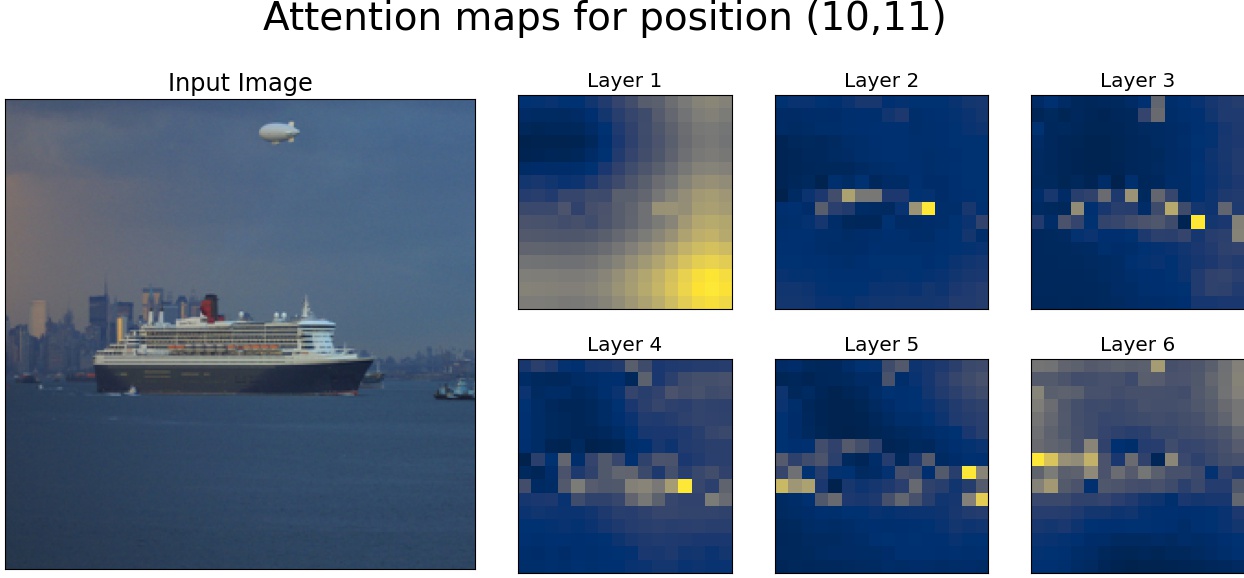 Attention maps for position (10,11)
Input Image
Layer 1
Layer 2
Layer 3
Layer 4
Layer 5
Layer 6